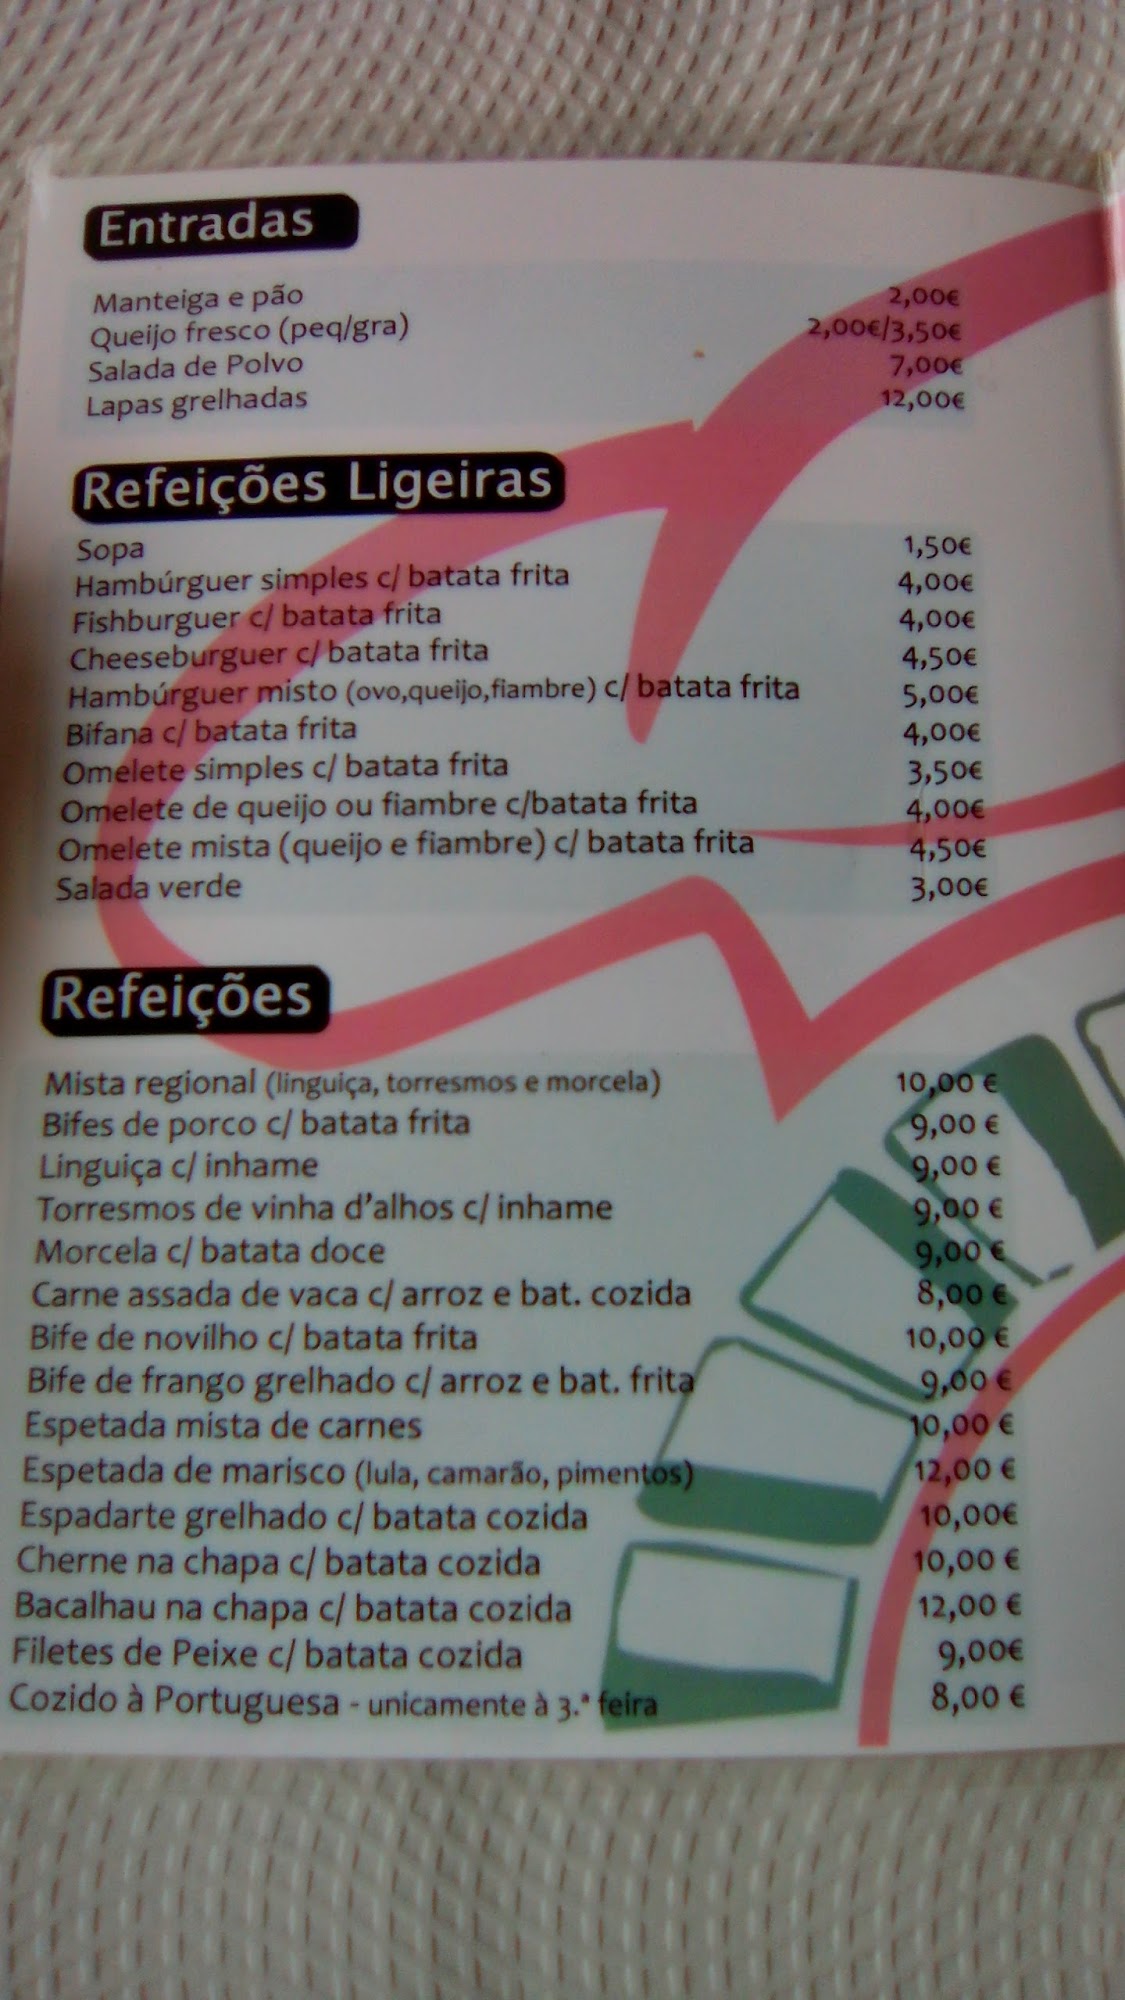 Entradas
Manteiga e pão 2,00€
Queijo fresco (peq/gra) 2,00€/3,50€
Salada de Polvo 7,00€
Lapas grelhadas 12,00€
Refeições Ligeiras
Sopa 1,50€
Hambúrguer simples c/ batata frita 4,00€
Fishburguer c/ batata frita 4,00€
Cheeseburguer c/ batata frita 4,50€
Hambúrguer misto (ovo,queijo,fiambre) c/ batata frita 5,00€
Bifana c/ batata frita 4,00€
Omelete simples c/ batata frita 3,50€
Omelete de queijo ou fiambre c/batata frita 4,00€
Omelete mista (queijo e fiambre) c/ batata frita 4,50€
Salada verde 3,00€
Refeições
Mista regional (linguiça, torresmos e morcela) 10,00 €
Bifes de porco c/ batata frita 9,00 €
Linguiça c/ inhame 9,00 €
Torresmos de vinha d'alhos c/ inhame 9,00 €
Morcela c/ batata doce 9,00 €
Carne assada de vaca c/ arroz e bat. cozida 8,00 €
Bife de novilho c/ batata frita 10,00 €
Bife de frango grelhado c/ arroz e bat. frita 9,00 €
Espetada mista de carnes 10,00 €
Espetada de marisco (lula, camarão, pimentos) 12,00 €
Espadarte grelhado c/ batata cozida 10,00€
Cherne na chapa c/ batata cozida 10,00 €
Bacalhau na chapa c/ batata cozida 12,00 €
Filetes de Peixe c/ batata cozida 9,00€
Cozido à Portuguesa - unicamente à 3.ª feira 8,00 €